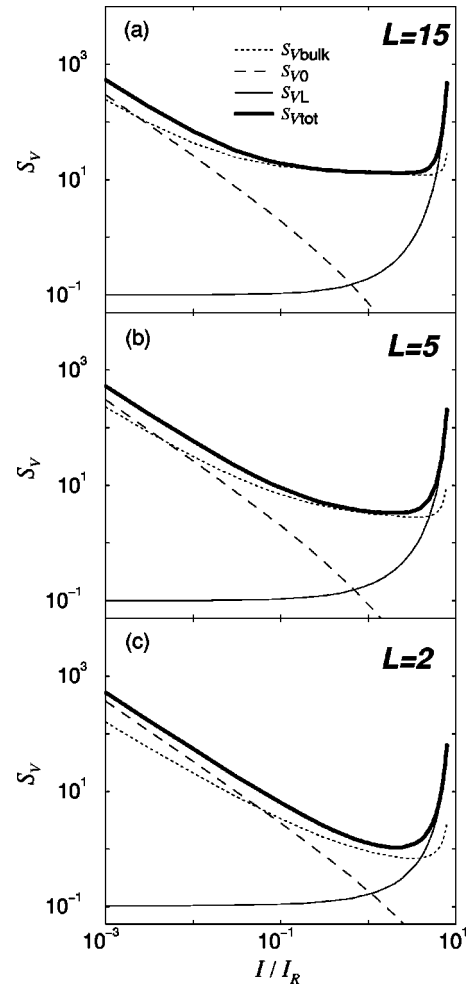 (a)
L=15
S_Vbulk
S_V0
S_VL
S_Vtot
10^3
10^1
10^-1
S_V
(b)
L=5
10^3
10^1
10^-1
S_V
(c)
L=2
10^3
10^1
10^-1
S_V
10^-3
10^-1
10^1
I / I_R